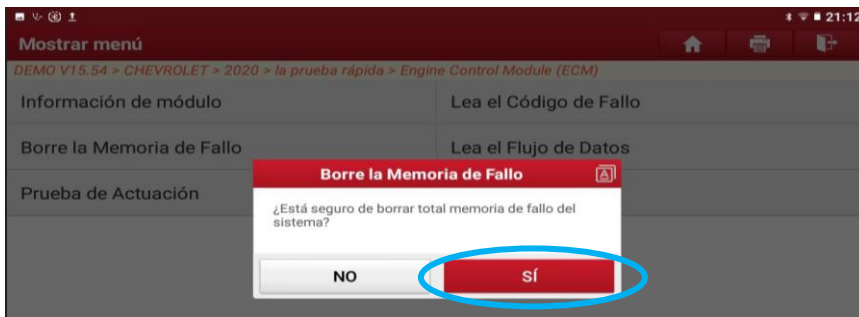 21:12
Mostrar menú
DEMO V15.54 > CHEVROLET > 2020 > la prueba rápida > Engine Control Module (ECM)
Información de módulo
Lea el Código de Fallo
Borre la Memoria de Fallo
Lea el Flujo de Datos
Prueba de Actuación
Borre la Memoria de Fallo
A
¿Está seguro de borrar total memoria de fallo del
sistema?
NO
SÍ